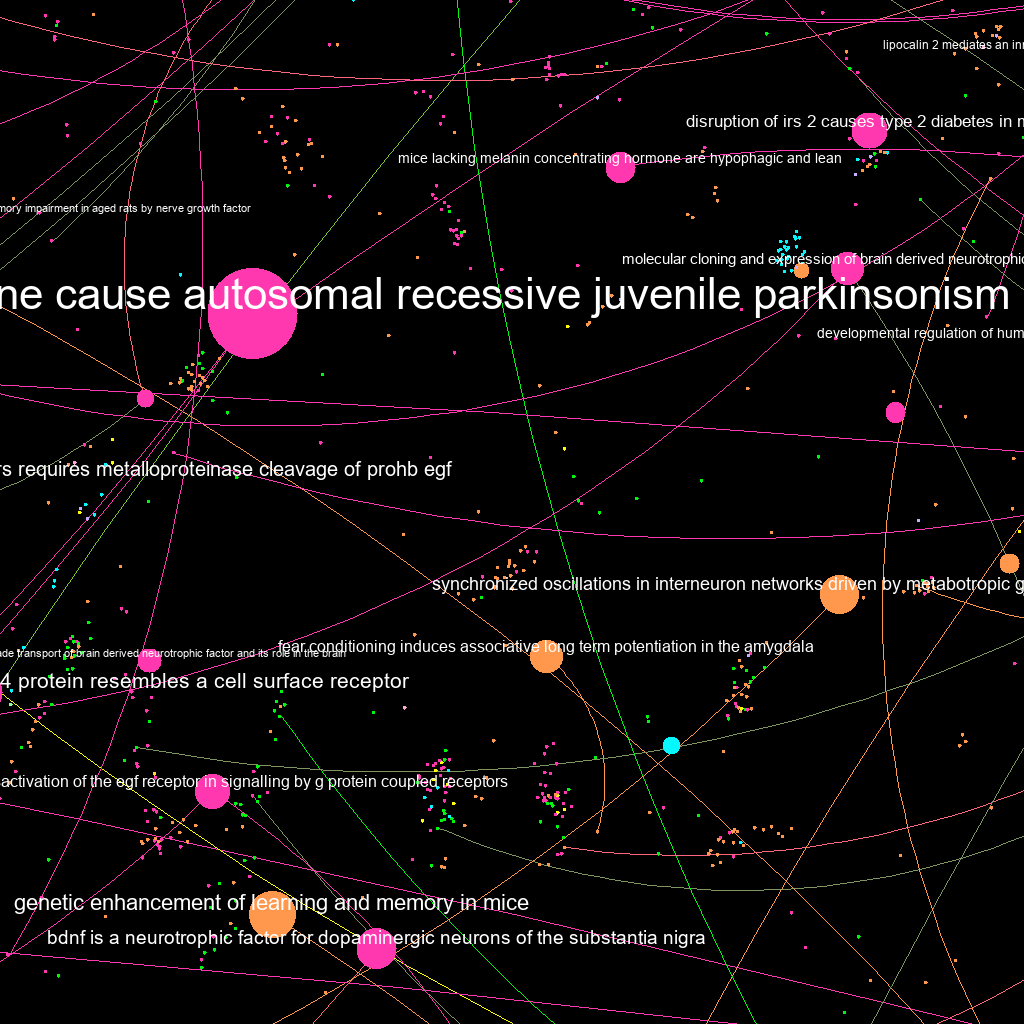 lipocalin 2 mediates an
disruption of irs 2 causes type 2 diabetes in
mice lacking melanin concentrating hormone are hypophagic and lean
impairment in aged rats by nerve growth factor
molecular cloning and expression of brain derived neurotrophic
ne cause autosomal recessive juvenile parkinsonism
developmental regulation of hum
rs requires metalloproteinase cleavage of prohb egf
synchronized oscillations in interneuron networks driven by metabotropic g
fear conditioning induces associative long term potentiation in the amygdala
transport of brain derived neurotrophic factor and its role in the brain
4 protein resembles a cell surface receptor
activation of the egf receptor in signalling by g protein coupled receptors
genetic enhancement of learning and memory in mice
bdnf is a neurotrophic factor for dopaminergic neurons of the substantia nigra